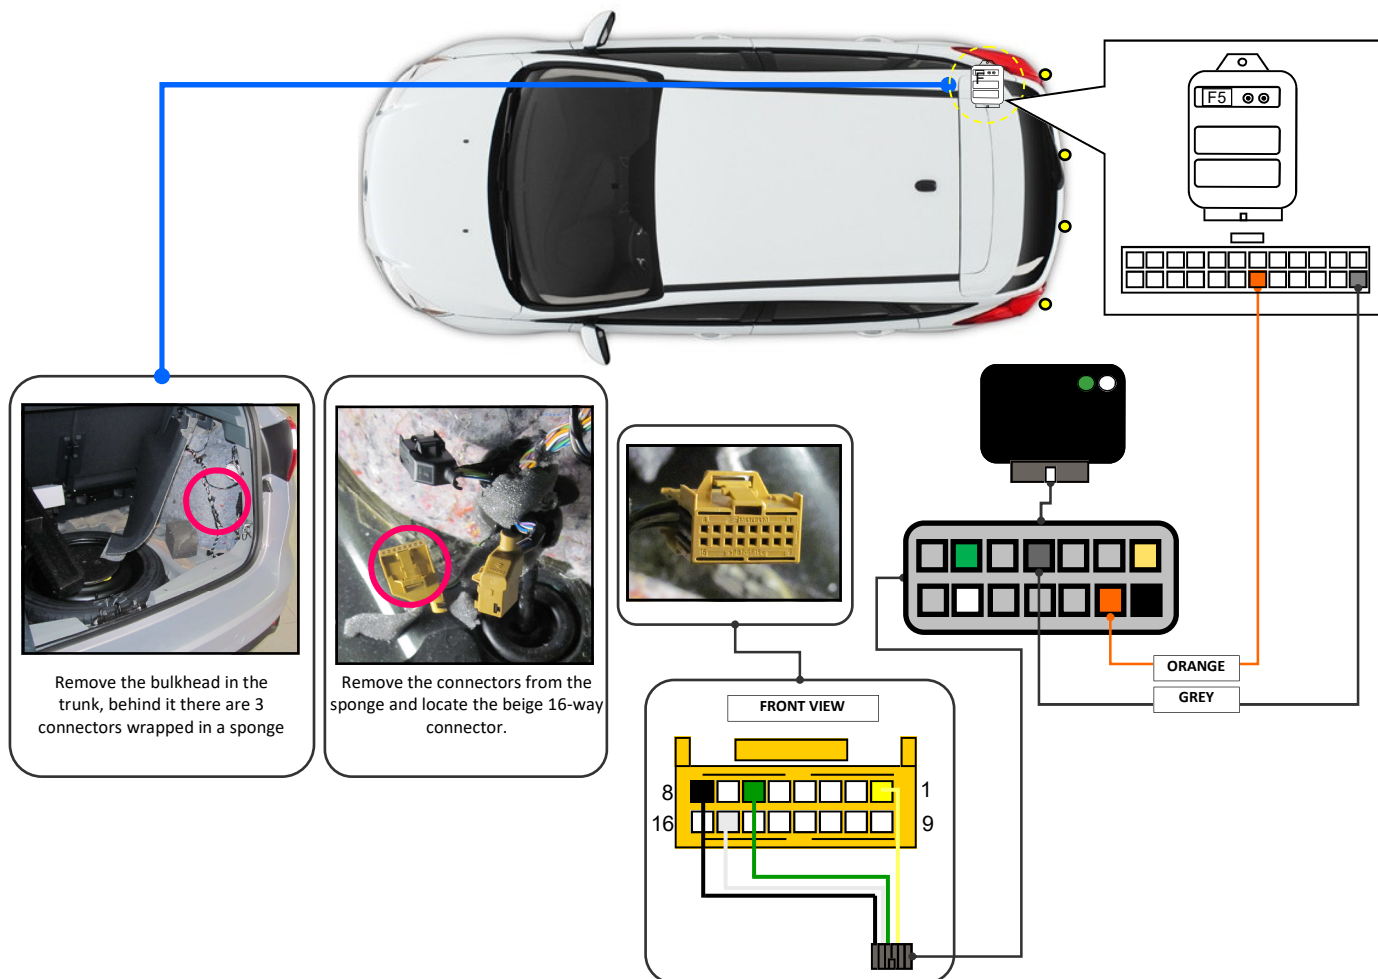 F
F5
Remove the bulkhead in the
trunk, behind it there are 3
connectors wrapped in a sponge
Remove the connectors from the
sponge and locate the beige 16-way
connector.
FRONT VIEW
8
1
16
9
ORANGE
GREY